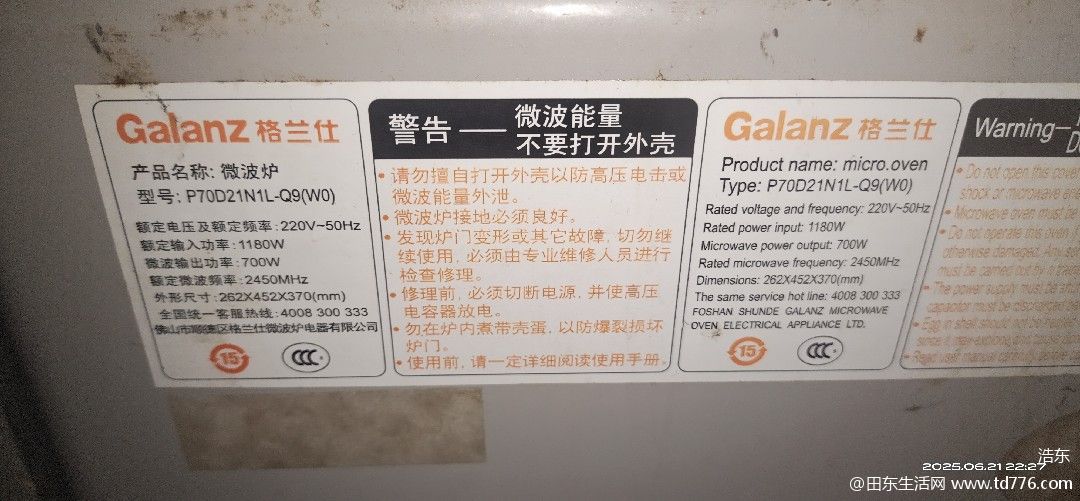 Galanz 格兰仕
产品名称: 微波炉
型号: P70D21N1L-Q9(W0)
额定电压及额定频率: 220V~50Hz
额定输入功率: 1180W
微波输出功率: 700W
额定微波频率: 2450MHz
外形尺寸: 262X452X370(mm)
全国统一客服热线: 4008 300 333
佛山市顺德区格兰仕微波炉电器有限公司
15
CCC
警告 — 微波能量
不要打开外壳
·请勿擅自打开外壳以防高压电击或
微波能量外泄。
·微波炉接地必须良好。
·发现炉门变形或其它故障, 切勿继
续使用, 必须由专业维修人员进行
检查修理。
·修理前, 必须切断电源, 并使高压
电容器放电。
·勿在炉内煮带壳蛋, 以防爆裂损坏
炉门。
·使用前, 请一定详细阅读使用手册.
Galanz 格兰仕
Product name: micro.oven
Type: P70D21N1L-Q9(W0)
Rated voltage and frequency: 220V~50Hz
Rated power input: 1180W
Microwave power output: 700W
Rated microwave frequency: 2450MHz
Dimensions: 262X452X370(mm)
The same service hot line: 4008 300 333
FOSHAN SHUNDE GALANZ MICROWAVE
OVEN ELECTRICAL APPLIANCE LTD.
15
CCC
Warning—
· Do not open this cover
shock or microwave
· Microwave oven must be
· Do not operate this oven
otherwise damaged.
must be carried out by
· The power supply must be
capacitor must be
· Egg in shell
浩东
2025.06.21 22:27
@田东生活网 www.td776.com